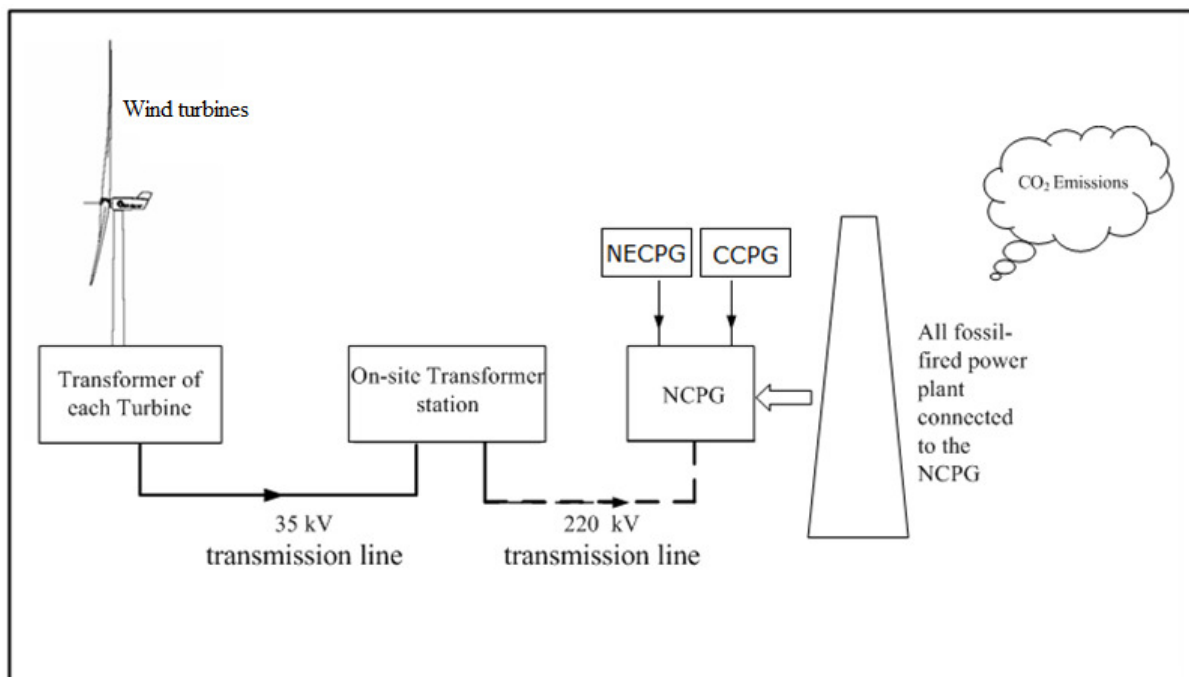 Wind turbines
CO₂ Emissions
NECPG
CCPG
Transformer of
each Turbine
On-site Transformer
station
NCPG
All fossil-
fired power
plant
connected
to the
NCPG
35 kV
transmission line
220 kV
transmission line